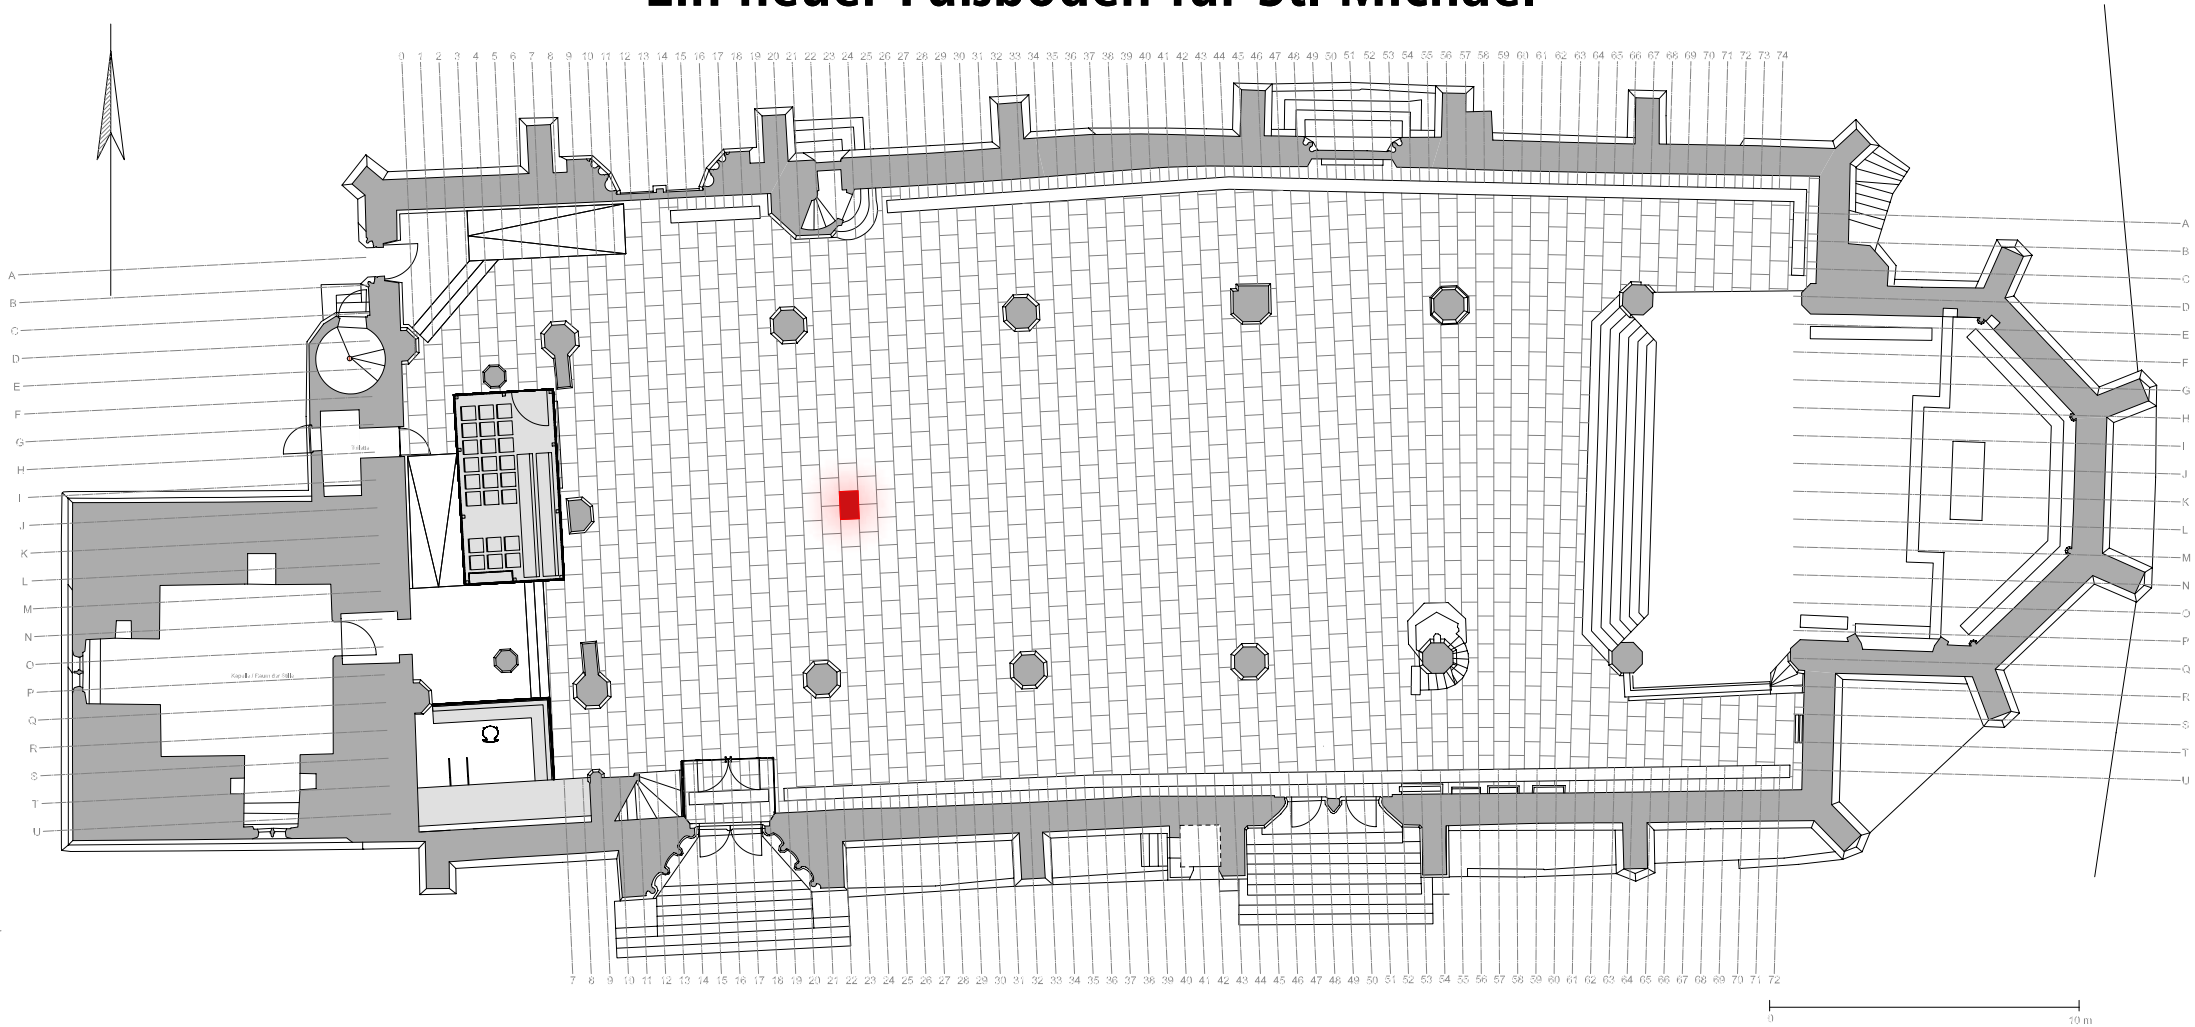 Ein neuer Fußboden für St. Michael
0 1 2 3 4 5 6 7 8 9 10 11 12 13 14 15 16 17 18 19 20 21 22 23 24 25 26 27 28 29 30 31 32 33 34 35 36 37 38 39 40 41 42 43 44 45 46 47 48 49 50 51 52 53 54 55 56 57 58 59 60 61 62 63 64 65 66 67 68 69 70 71 72 73 74
A
B
C
D
E
F
G
H
I
J
K
L
M
N
O
P
Q
R
S
T
U
A
B
C
D
E
F
G
H
I
J
K
L
M
N
O
P
Q
R
S
T
U
7 8 9 10 11 12 13 14 15 16 17 18 19 20 21 22 23 24 25 26 27 28 29 30 31 32 33 34 35 36 37 38 39 40 41 42 43 44 45 46 47 48 49 50 51 52 53 54 55 56 57 58 59 60 61 62 63 64 65 66 67 68 69 70 71 72
0 10 m